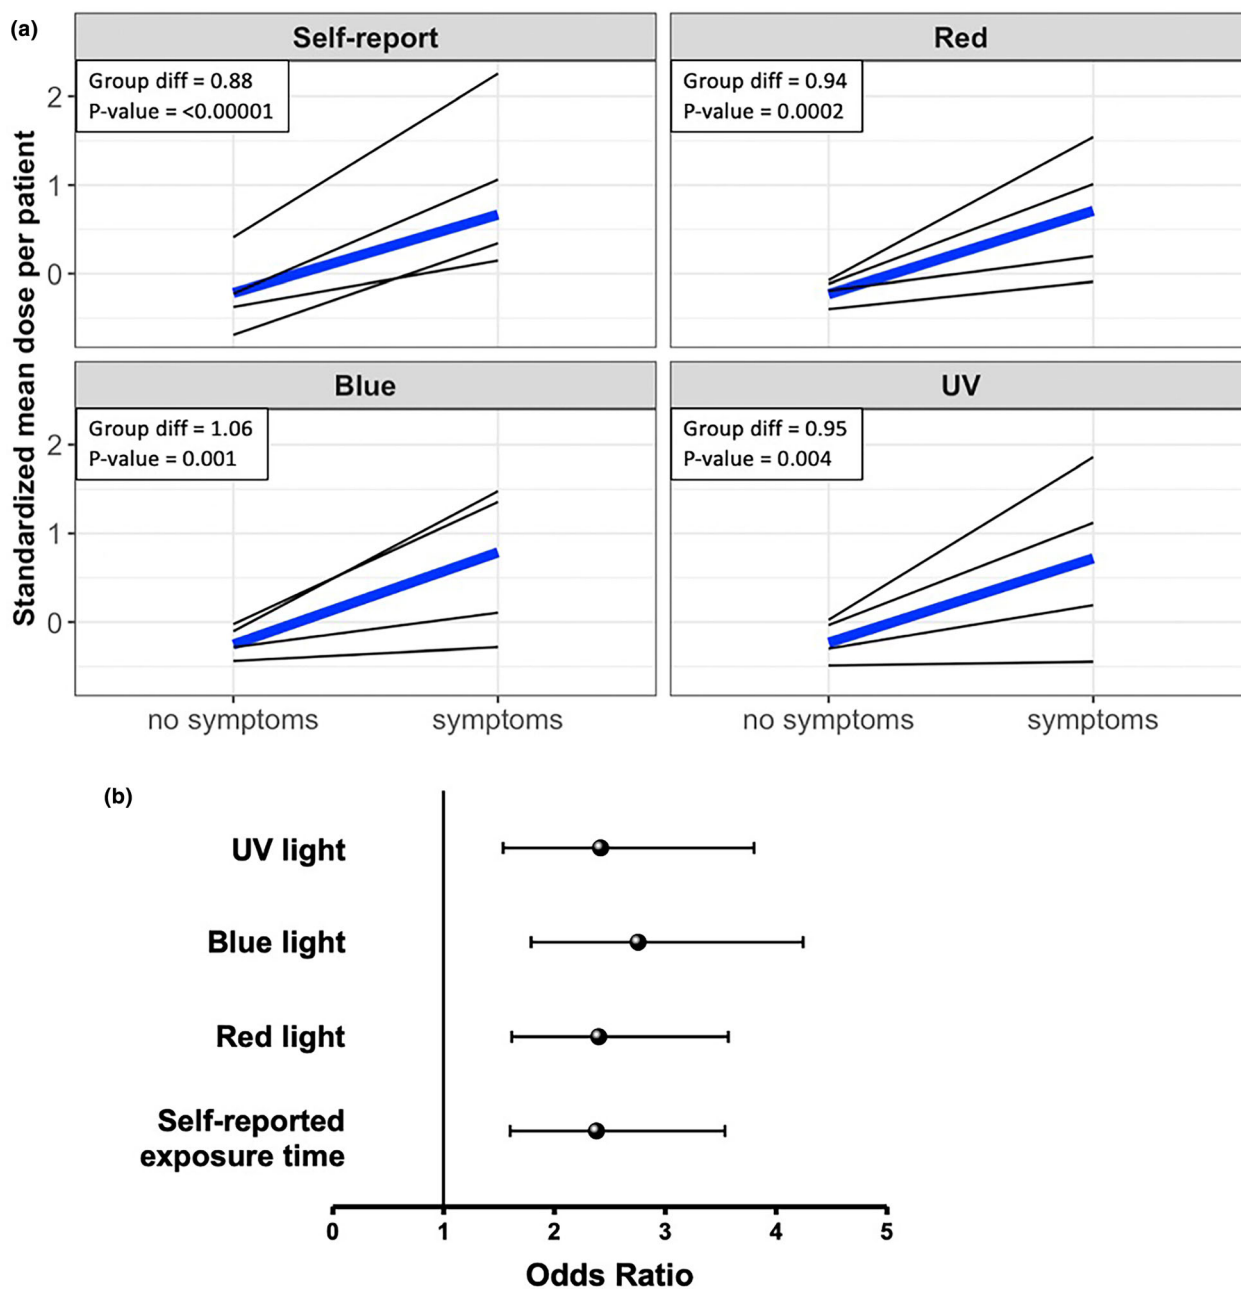 (a)
Self-report
Red
Group diff = 0.88
P-value = <0.00001
Group diff = 0.94
P-value = 0.0002
2
1
0
Standardized mean dose per patient
Blue
UV
Group diff = 1.06
P-value = 0.001
Group diff = 0.95
P-value = 0.004
2
1
0
no symptoms
symptoms
no symptoms
symptoms
(b)
UV light
Blue light
Red light
Self-reported
exposure time
0 1 2 3 4 5
Odds Ratio